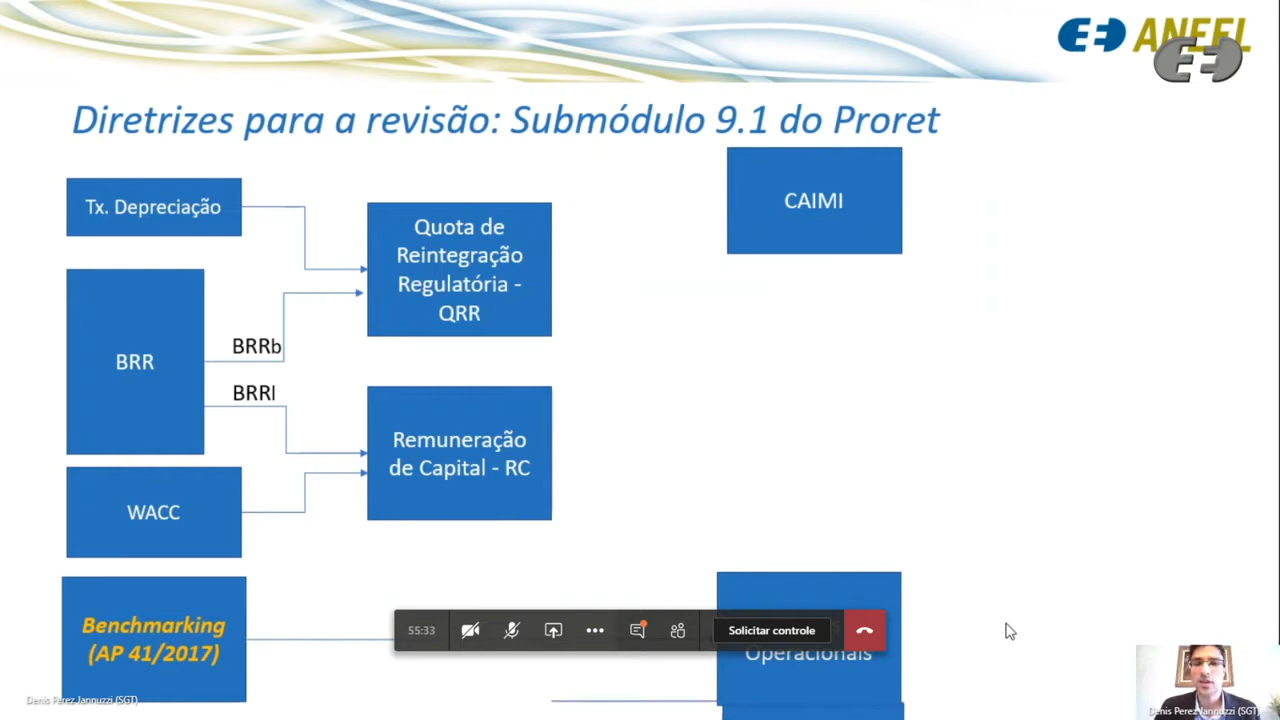 ANEEL
Diretrizes para a revisão: Submódulo 9.1 do Proret
CAIMI
Tx. Depreciação
Quota de
Reintegração
Regulatória -
QRR
BRR
BRRb
BRRl
Remuneração
de Capital - RC
WACC
Benchmarking
(AP 41/2017)
55:33
Solicitar controle
Operacionais
Denis Perez Jannuzzi (SGT)
Denis Perez Jannuzzi (SGT)